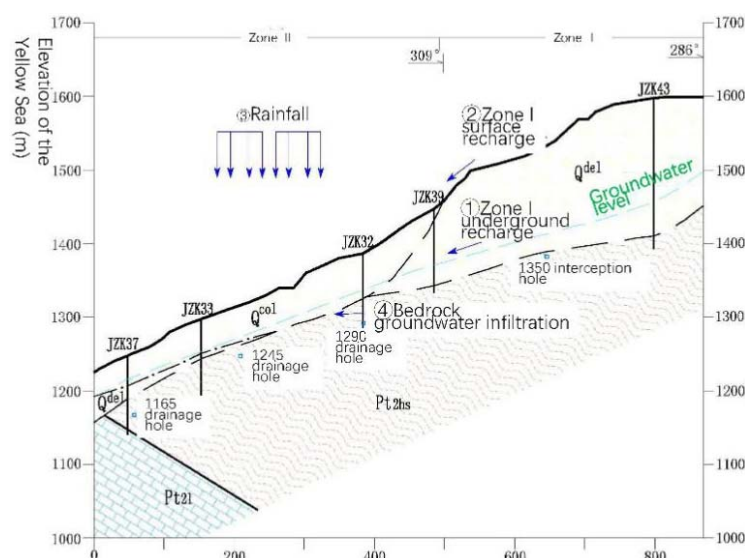 1700
1700
Zone II
Zone I
309°
286°
Elevation of the
Yellow Sea (m)
1600
1600
JZK43
③Rainfall
②Zone I
surface
recharge
Q^del
1500
1500
Groundwater
level
JZK39
①Zone I
underground
recharge
1400
1400
JZK32
1350 interception
hole
JZK33
Q^col
④Bedrock
groundwater infiltration
1300
1300
JZK37
1245
drainage
hole
1290
drainage
hole
1200
1200
Q^del
1165
drainage
hole
Pt2hs
1100
1100
Pt2l
1000
1000
0
200
400
600
800